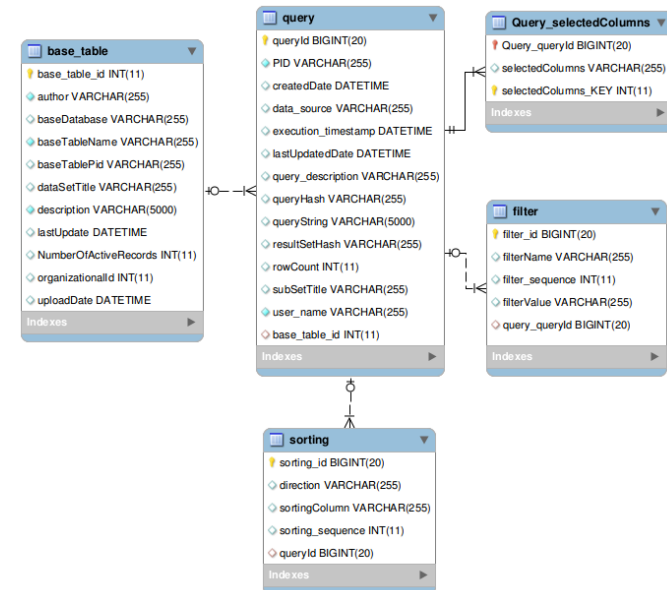 base_table
base_table_id INT(11)
author VARCHAR(255)
baseDatabase VARCHAR(255)
baseTableName VARCHAR(255)
baseTablePid VARCHAR(255)
dataSetTitle VARCHAR(255)
description VARCHAR(5000)
lastUpdate DATETIME
NumberOfActiveRecords INT(11)
organizationalId INT(11)
uploadDate DATETIME
Indexes
query
queryId BIGINT(20)
PID VARCHAR(255)
createdDate DATETIME
data_source VARCHAR(255)
execution_timestamp DATETIME
lastUpdatedDate DATETIME
query_description VARCHAR(255)
queryHash VARCHAR(255)
queryString VARCHAR(5000)
resultSetHash VARCHAR(255)
rowCount INT(11)
subSetTitle VARCHAR(255)
user_name VARCHAR(255)
base_table_id INT(11)
Indexes
Query_selectedColumns
Query_queryId BIGINT(20)
selectedColumns VARCHAR(255)
selectedColumns_KEY INT(11)
Indexes
filter
filter_id BIGINT(20)
filterName VARCHAR(255)
filter_sequence INT(11)
filterValue VARCHAR(255)
query_queryId BIGINT(20)
Indexes
sorting
sorting_id BIGINT(20)
direction VARCHAR(255)
sortingColumn VARCHAR(255)
sorting_sequence INT(11)
queryId BIGINT(20)
Indexes